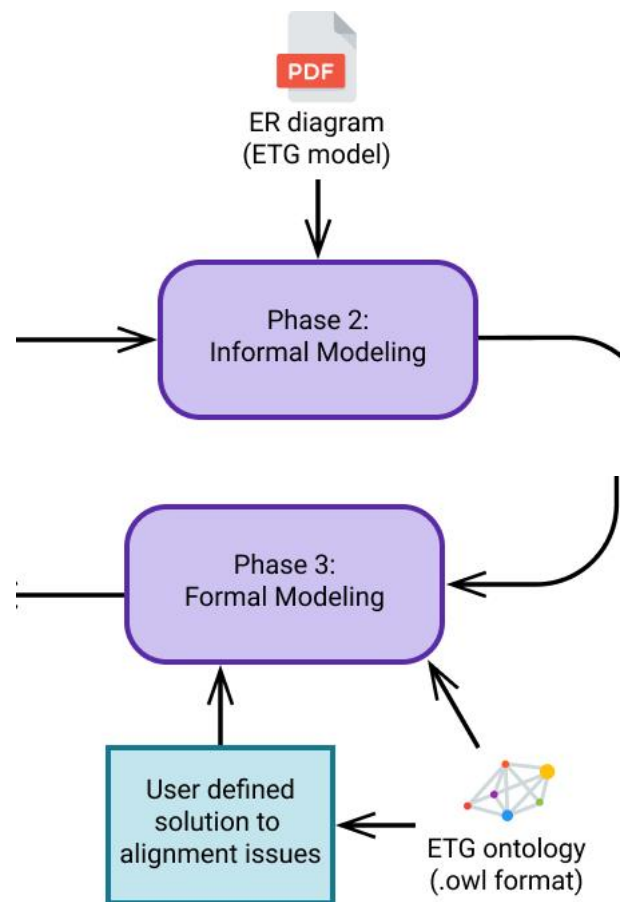 PDF
ER diagram
(ETG model)
Phase 2:
Informal Modeling
Phase 3:
Formal Modeling
User defined
solution to
alignment issues
ETG ontology
(.owl format)